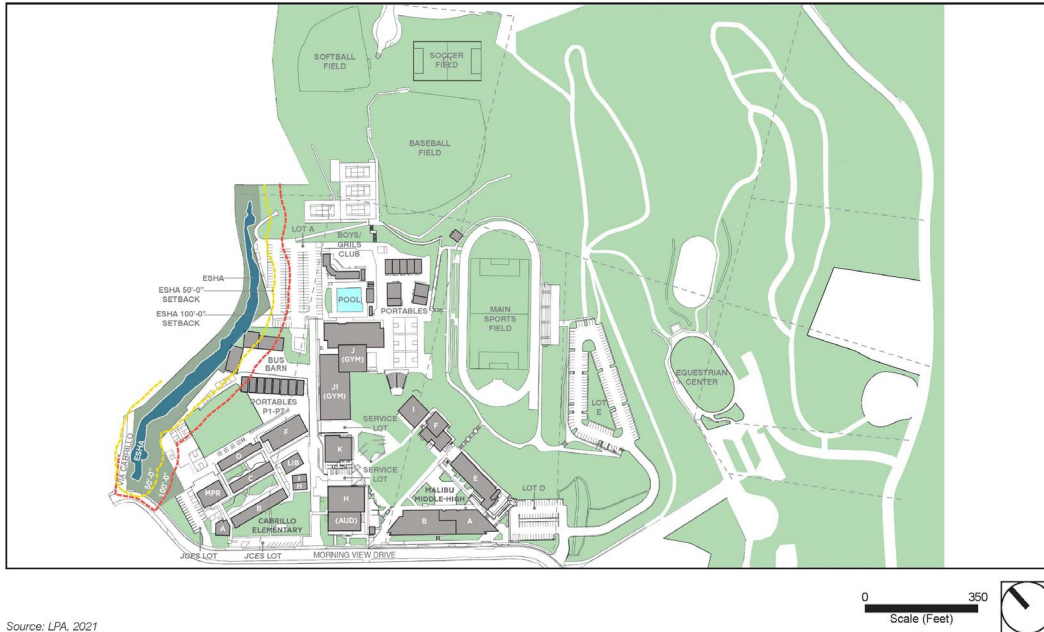 SOFTBALL
FIELD
SOCCER
FIELD
BASEBALL
FIELD
LOT A
BOYS/
GRILS
CLUB
ESHA
ESHA 50'-0"
SETBACK
ESHA 100'-0"
SETBACK
POOL
PORTABLES
MAIN
SPORTS
FIELD
J
(GYM)
BUS
BARN
J1
(GYM)
EQUESTRIAN
CENTER
PORTABLES
P1-P7
LOT
E
SERVICE
LOT
I
F
F
D
K
LIB
C
I
H
SERVICE
LOT
VIA CABRILLO
ESHA
50'-0"
100'-0"
MPR
B
A
CABRILLO
ELEMENTARY
H
(AUD)
MALIBU
MIDDLE-HIGH
E
LOT D
B
A
JCES LOT
JCES LOT
MORNING VIEW DRIVE
0
350
Scale (Feet)
Source: LPA, 2021